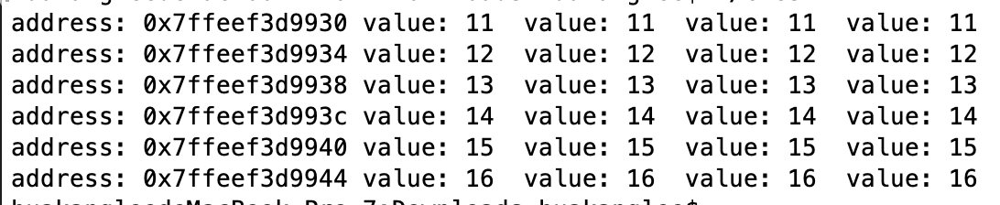 address: 0x7ffeef3d9930 value: 11  value: 11  value: 11  value: 11
address: 0x7ffeef3d9934 value: 12  value: 12  value: 12  value: 12
address: 0x7ffeef3d9938 value: 13  value: 13  value: 13  value: 13
address: 0x7ffeef3d993c value: 14  value: 14  value: 14  value: 14
address: 0x7ffeef3d9940 value: 15  value: 15  value: 15  value: 15
address: 0x7ffeef3d9944 value: 16  value: 16  value: 16  value: 16